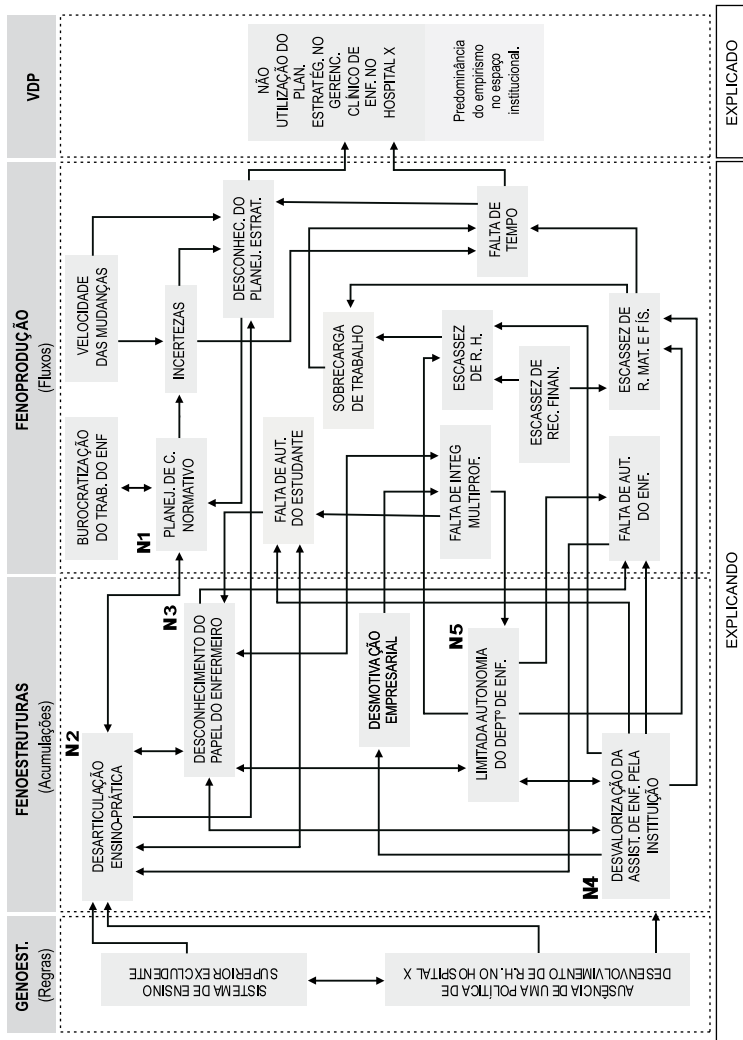 GENOEST.
(Regras)
FENOESTRUTURAS
(Acumulações)
FENOPRODUÇÃO
(Fluxos)
VDP
SISTEMA DE ENSINO
SUPERIOR EXCLUDENTE
AUSÊNCIA DE UMA POLÍTICA DE
DESENVOLVIMENTO DE R.H. NO HOSPITAL X
N2
DESARTICULAÇÃO
ENSINO-PRÁTICA
N3
DESCONHECIMENTO DO
PAPEL DO ENFERMEIRO
DESMOTIVAÇÃO
EMPRESARIAL
N5
LIMITADA AUTONOMIA
DO DEPTº DE ENF.
N4
DESVALORIZAÇÃO DA
ASSIST. DE ENF. PELA
INSTITUIÇÃO
BUROCRATIZAÇÃO
DO TRAB. DO ENF
N1
PLANEJ. DE C.
NORMATIVO
FALTA DE AUT.
DO ESTUDANTE
FALTA DE INTEG
MULTIPROF.
FALTA DE AUT.
DO ENF.
VELOCIDADE
DAS MUDANÇAS
INCERTEZAS
SOBRECARGA
DE TRABALHO
ESCASSEZ
DE R. H.
ESCASSEZ DE
REC. FINAN.
ESCASSEZ DE
R. MAT. E FÍS.
DESCONHEC. DO
PLANEJ. ESTRAT.
FALTA DE
TEMPO
NÃO
UTILIZAÇÃO DO
PLAN.
ESTRATÉG. NO
GERENC.
CLÍNICO DE
ENF. NO
HOSPITAL X
Predominância
do empirismo
no espaço
institucional.
EXPLICANDO
EXPLICADO